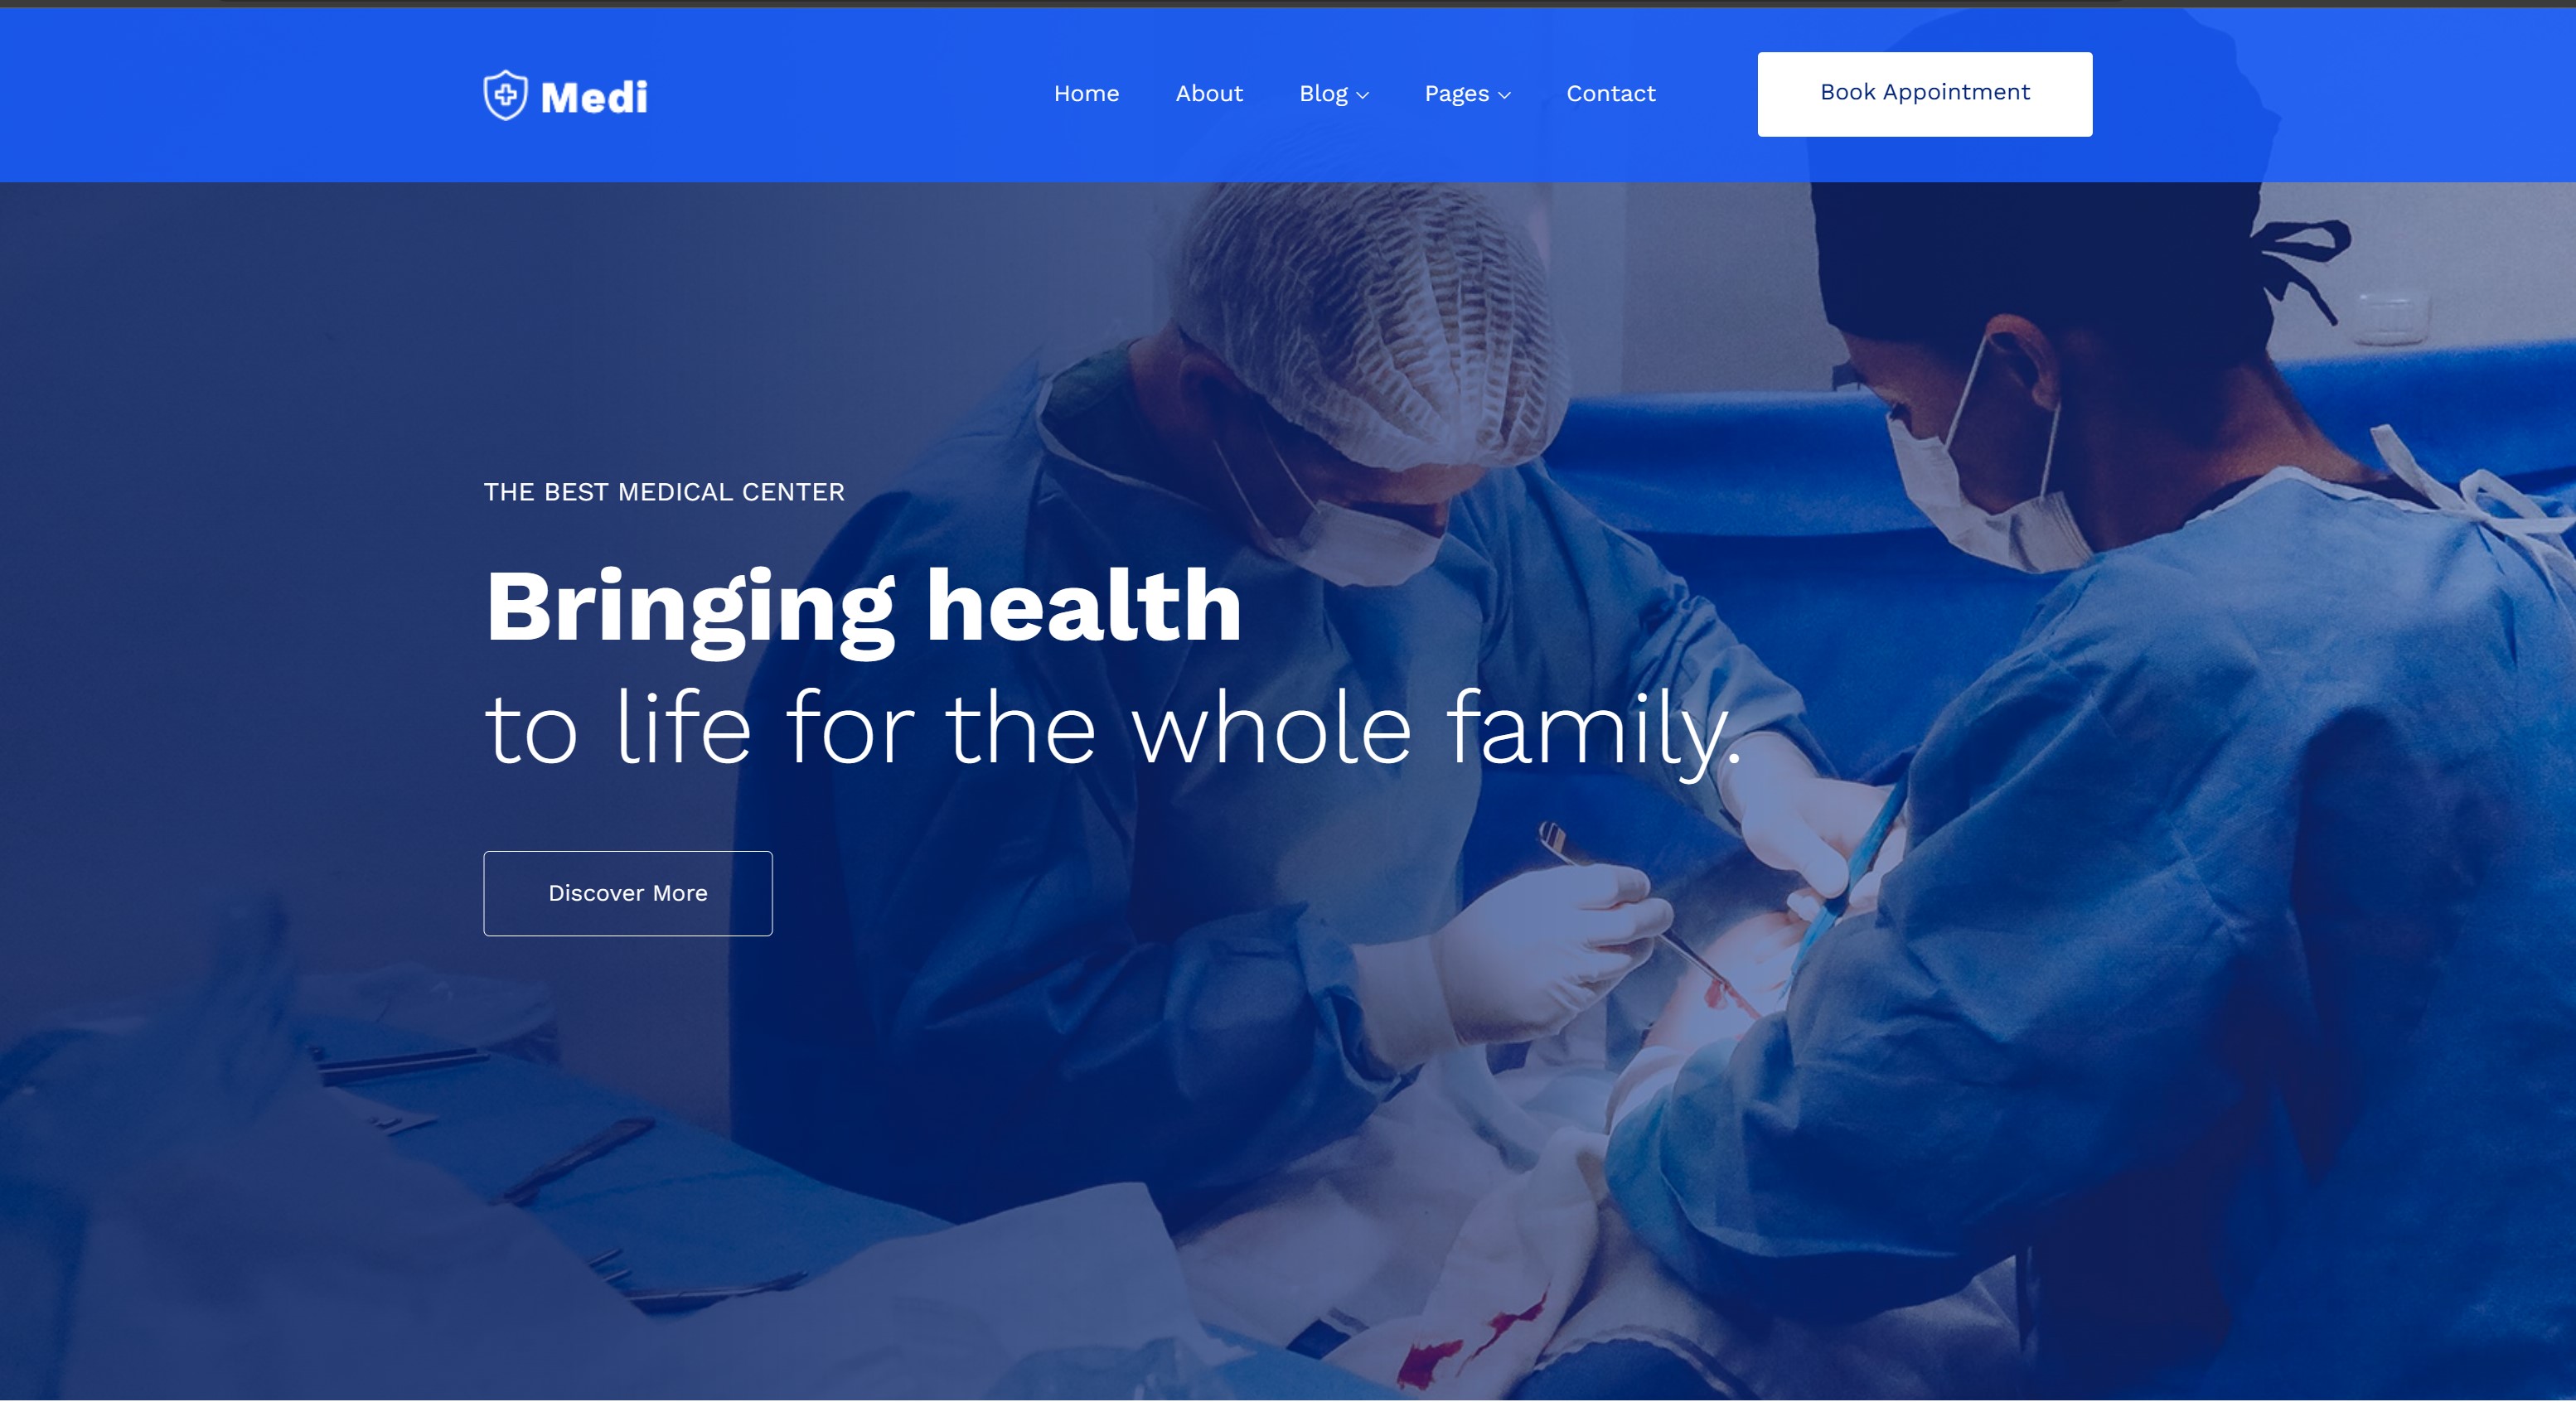 Medi
Home About Blog Pages Contact Book Appointment
THE BEST MEDICAL CENTER
Bringing health
to life for the whole family.
Discover More